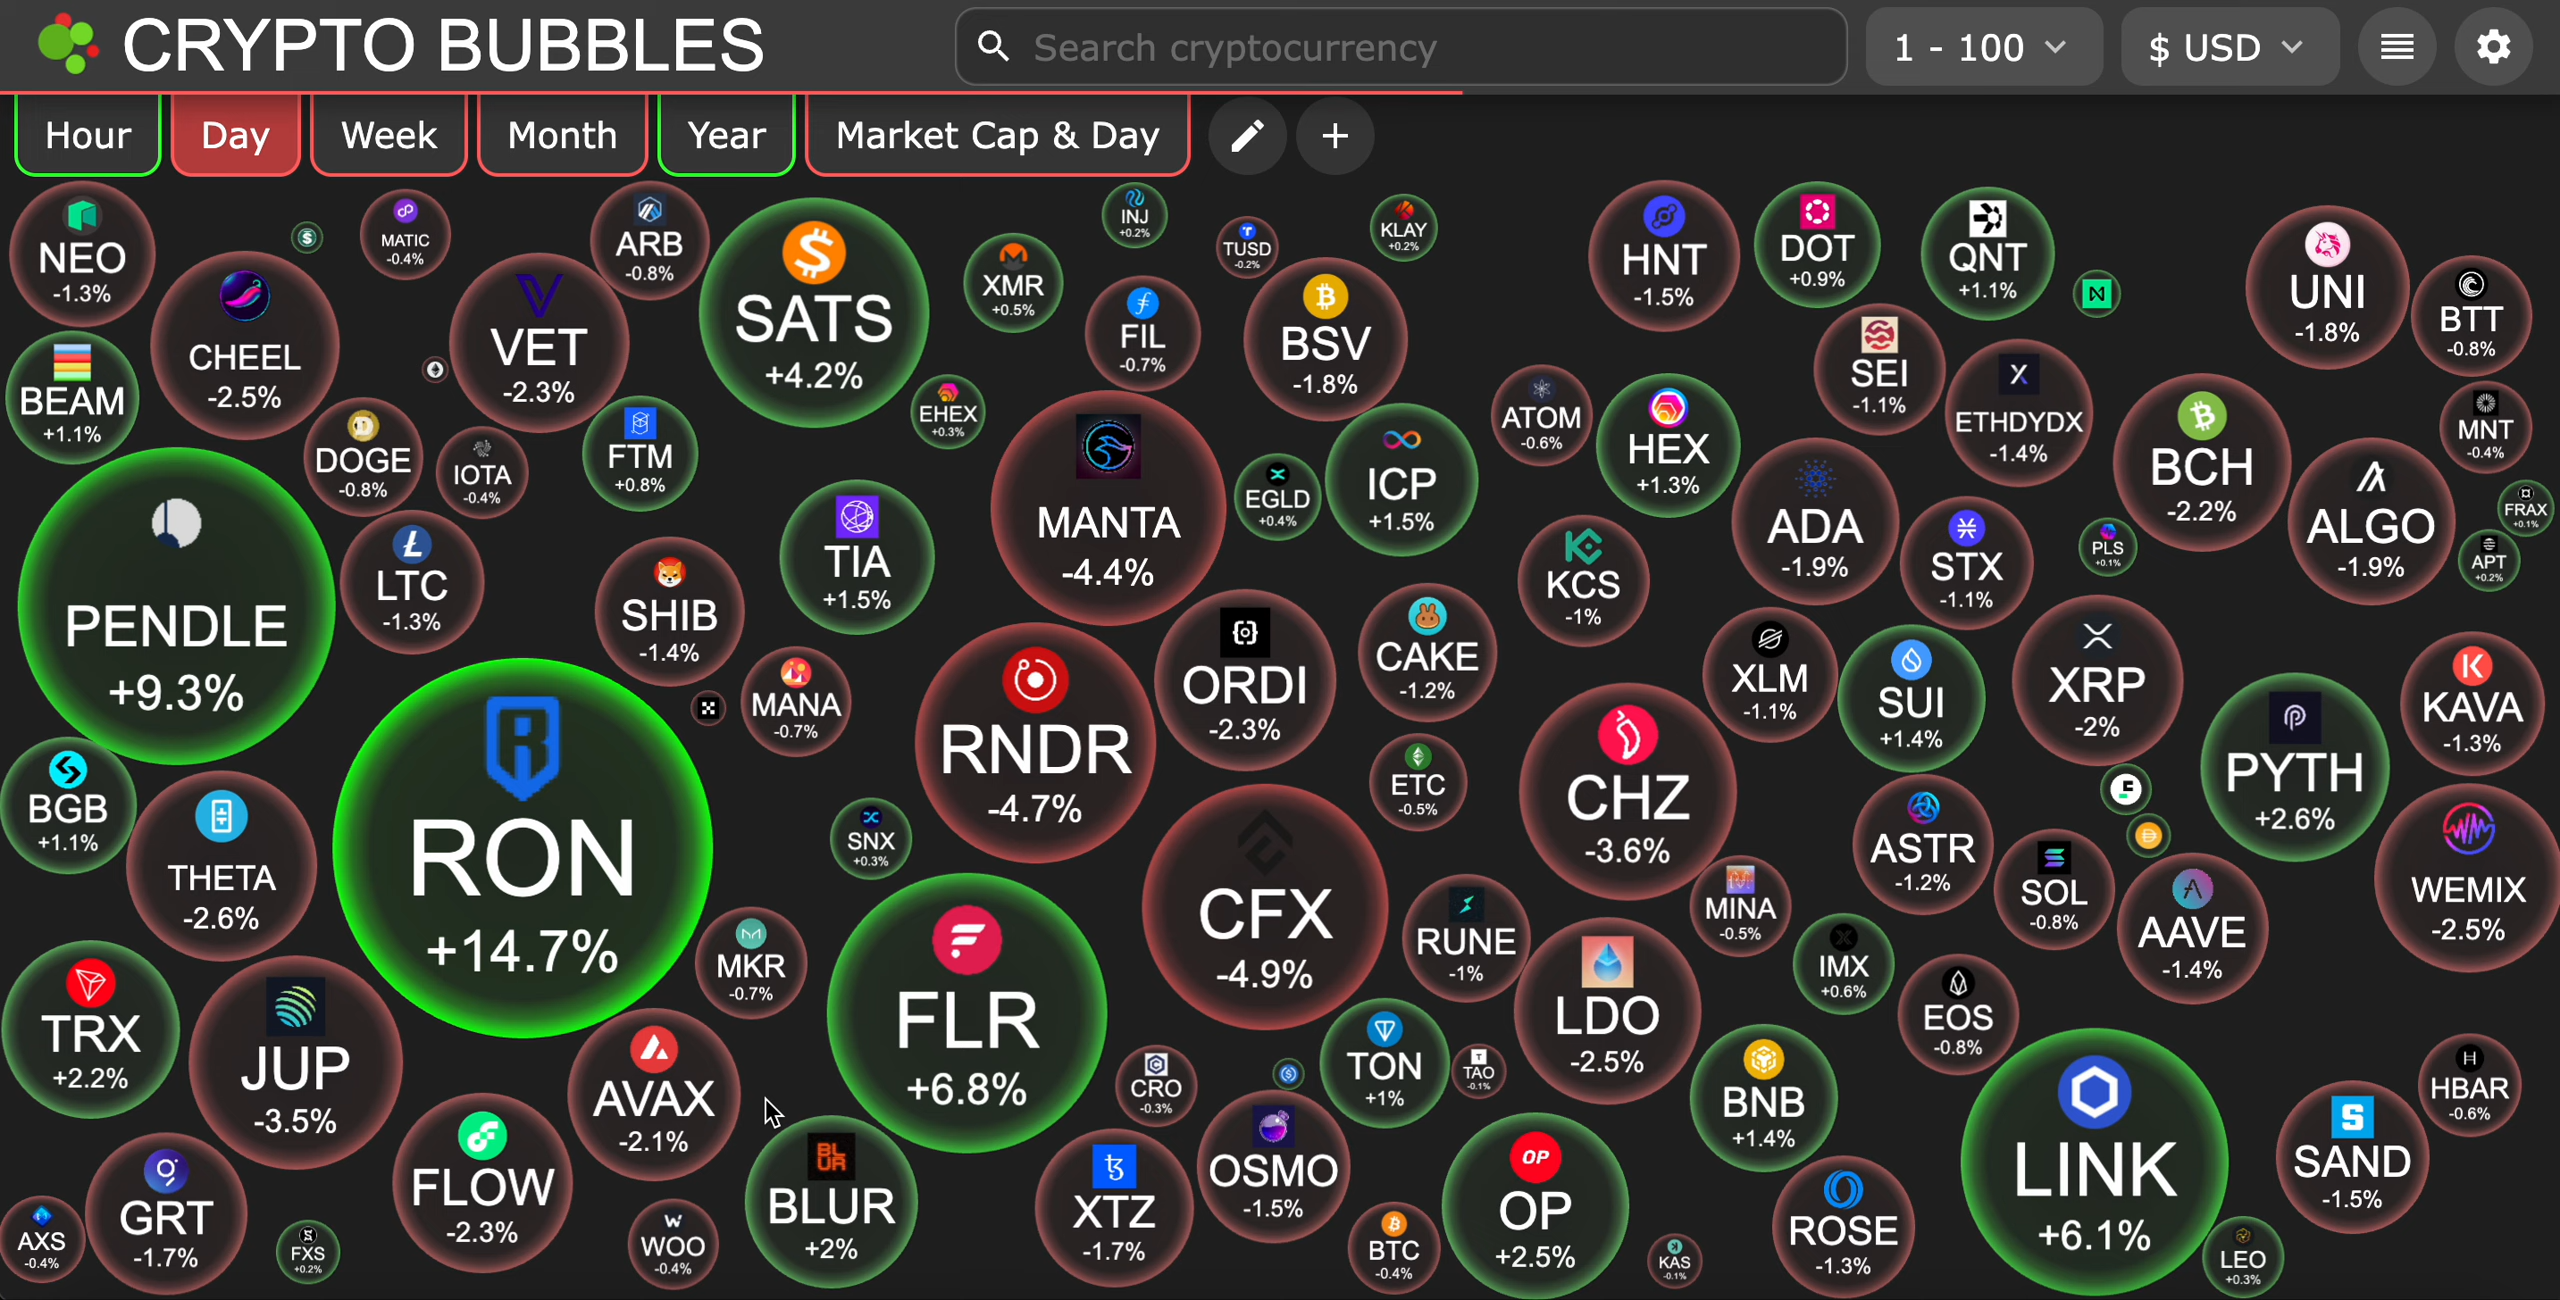 CRYPTO BUBBLES
Search cryptocurrency
1 - 100
$ USD
Hour
Day
Week
Month
Year
Market Cap & Day
NEO
-1.3%
MATIC
-0.4%
ARB
-0.8%
SATS
+4.2%
INJ
+0.2%
TUSD
-0.2%
KLAY
+0.2%
HNT
-1.5%
DOT
+0.9%
QNT
+1.1%
UNI
-1.8%
BTT
-0.8%
CHEEL
-2.5%
VET
-2.3%
XMR
+0.5%
FIL
-0.7%
BSV
-1.8%
SEI
-1.1%
ETHDYDX
-1.4%
BEAM
+1.1%
DOGE
-0.8%
IOTA
-0.4%
FTM
+0.8%
EHEX
+0.3%
ATOM
-0.6%
HEX
+1.3%
BCH
-2.2%
MNT
-0.4%
MANTA
-4.4%
EGLD
+0.4%
ICP
+1.5%
ADA
-1.9%
STX
-1.1%
PLS
+0.1%
ALGO
-1.9%
FRAX
+0.1%
APT
+0.2%
PENDLE
+9.3%
LTC
-1.3%
SHIB
-1.4%
TIA
+1.5%
KCS
-1%
MANA
-0.7%
RNDR
-4.7%
ORDI
-2.3%
CAKE
-1.2%
XLM
-1.1%
SUI
+1.4%
XRP
-2%
KAVA
-1.3%
BGB
+1.1%
THETA
-2.6%
RON
+14.7%
SNX
+0.3%
ETC
-0.5%
CHZ
-3.6%
PYTH
+2.6%
ASTR
-1.2%
SOL
-0.8%
WEMIX
-2.5%
MKR
-0.7%
CFX
-4.9%
RUNE
-1%
MINA
-0.5%
AAVE
-1.4%
TRX
+2.2%
JUP
-3.5%
FLR
+6.8%
LDO
-2.5%
IMX
+0.6%
EOS
-0.8%
AVAX
-2.1%
CRO
-0.3%
TON
+1%
TAO
-0.1%
BNB
+1.4%
HBAR
-0.6%
GRT
-1.7%
FLOW
-2.3%
BL
UR
BLUR
+2%
XTZ
-1.7%
OSMO
-1.5%
OP
OP
+2.5%
LINK
+6.1%
SAND
-1.5%
AXS
-0.4%
FXS
+0.2%
WOO
-0.4%
BTC
-0.4%
KAS
-0.1%
ROSE
-1.3%
LEO
+0.3%